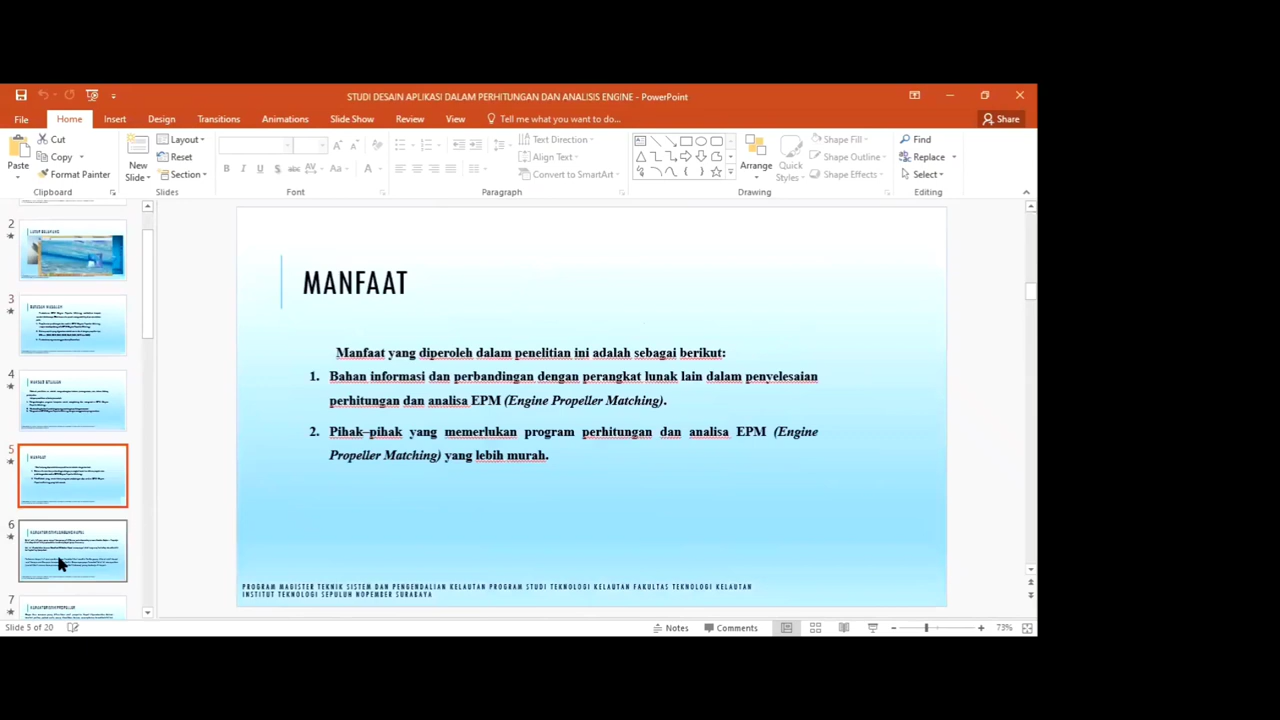 STUDI DESAIN APLIKASI DALAM PERHITUNGAN DAN ANALISIS ENGINE - PowerPoint
File Home Insert Design Transitions Animations Slide Show Review View Tell me what you want to do... Share
Paste
Cut
Copy
Format Painter
Clipboard
New
Slide
Layout
Reset
Section
Slides
Font
Text Direction
Align Text
Convert to SmartArt
Paragraph
Arrange
Quick
Styles
Shape Fill
Shape Outline
Shape Effects
Drawing
Find
Replace
Select
Editing
2
3
4
5
6
7
MANFAAT
Manfaat yang diperoleh dalam penelitian ini adalah sebagai berikut:
1. Bahan informasi dan perbandingan dengan perangkat lunak lain dalam penyelesaian
perhitungan dan analisa EPM (Engine Propeller Matching).
2. Pihak–pihak yang memerlukan program perhitungan dan analisa EPM (Engine
Propeller Matching) yang lebih murah.
PROGRAM MAGISTER TEKNIK SISTEM DAN PENGENDALIAN KELAUTAN PROGRAM STUDI TEKNOLOGI KELAUTAN FAKULTAS TEKNOLOGI KELAUTAN
INSTITUT TEKNOLOGI SEPULUH NOPEMBER SURABAYA
Slide 5 of 20 Notes Comments 73%